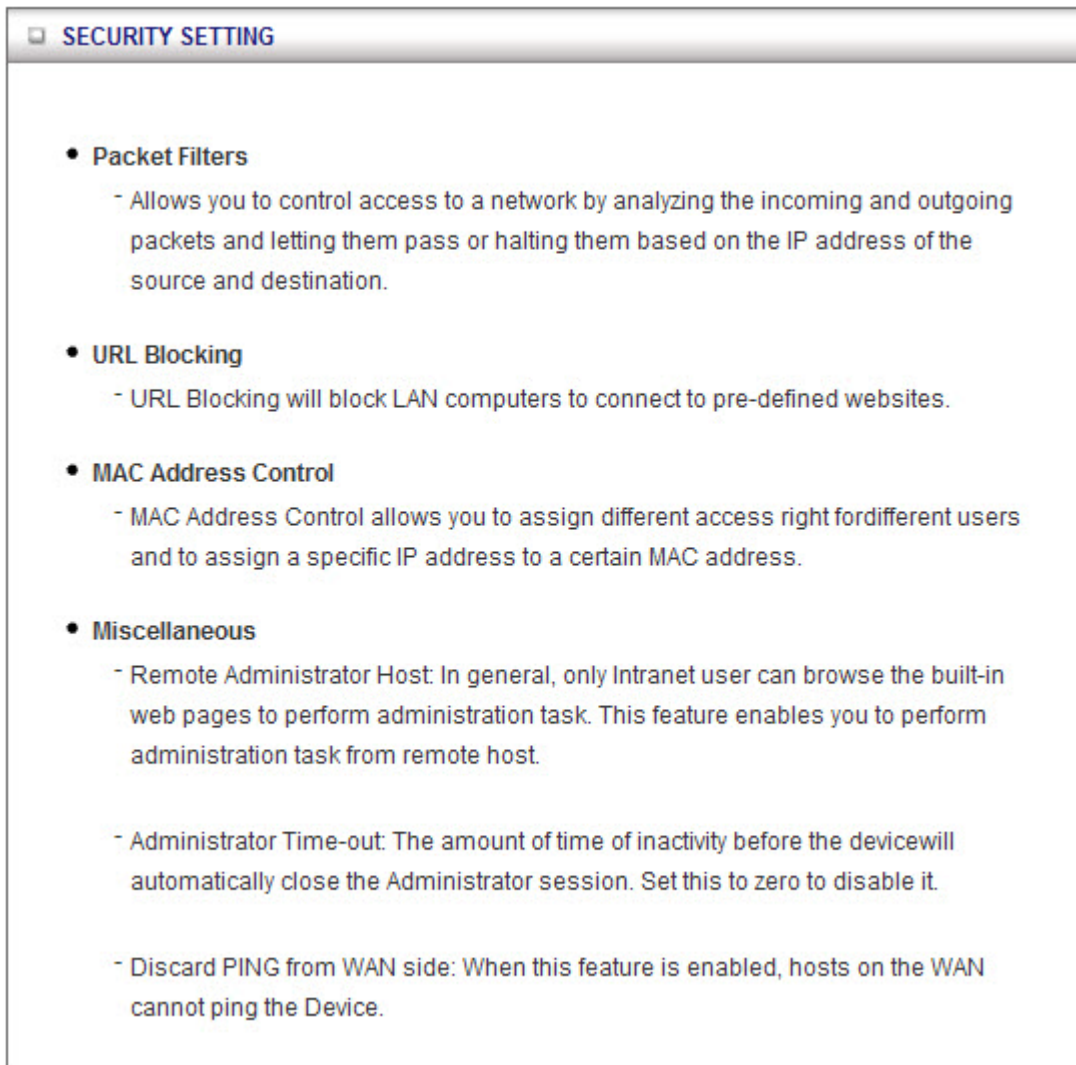 SECURITY SETTING
• Packet Filters
- Allows you to control access to a network by analyzing the incoming and outgoing
packets and letting them pass or halting them based on the IP address of the
source and destination.
• URL Blocking
- URL Blocking will block LAN computers to connect to pre-defined websites.
• MAC Address Control
- MAC Address Control allows you to assign different access right fordifferent users
and to assign a specific IP address to a certain MAC address.
• Miscellaneous
- Remote Administrator Host: In general, only Intranet user can browse the built-in
web pages to perform administration task. This feature enables you to perform
administration task from remote host.
- Administrator Time-out: The amount of time of inactivity before the devicewill
automatically close the Administrator session. Set this to zero to disable it.
- Discard PING from WAN side: When this feature is enabled, hosts on the WAN
cannot ping the Device.